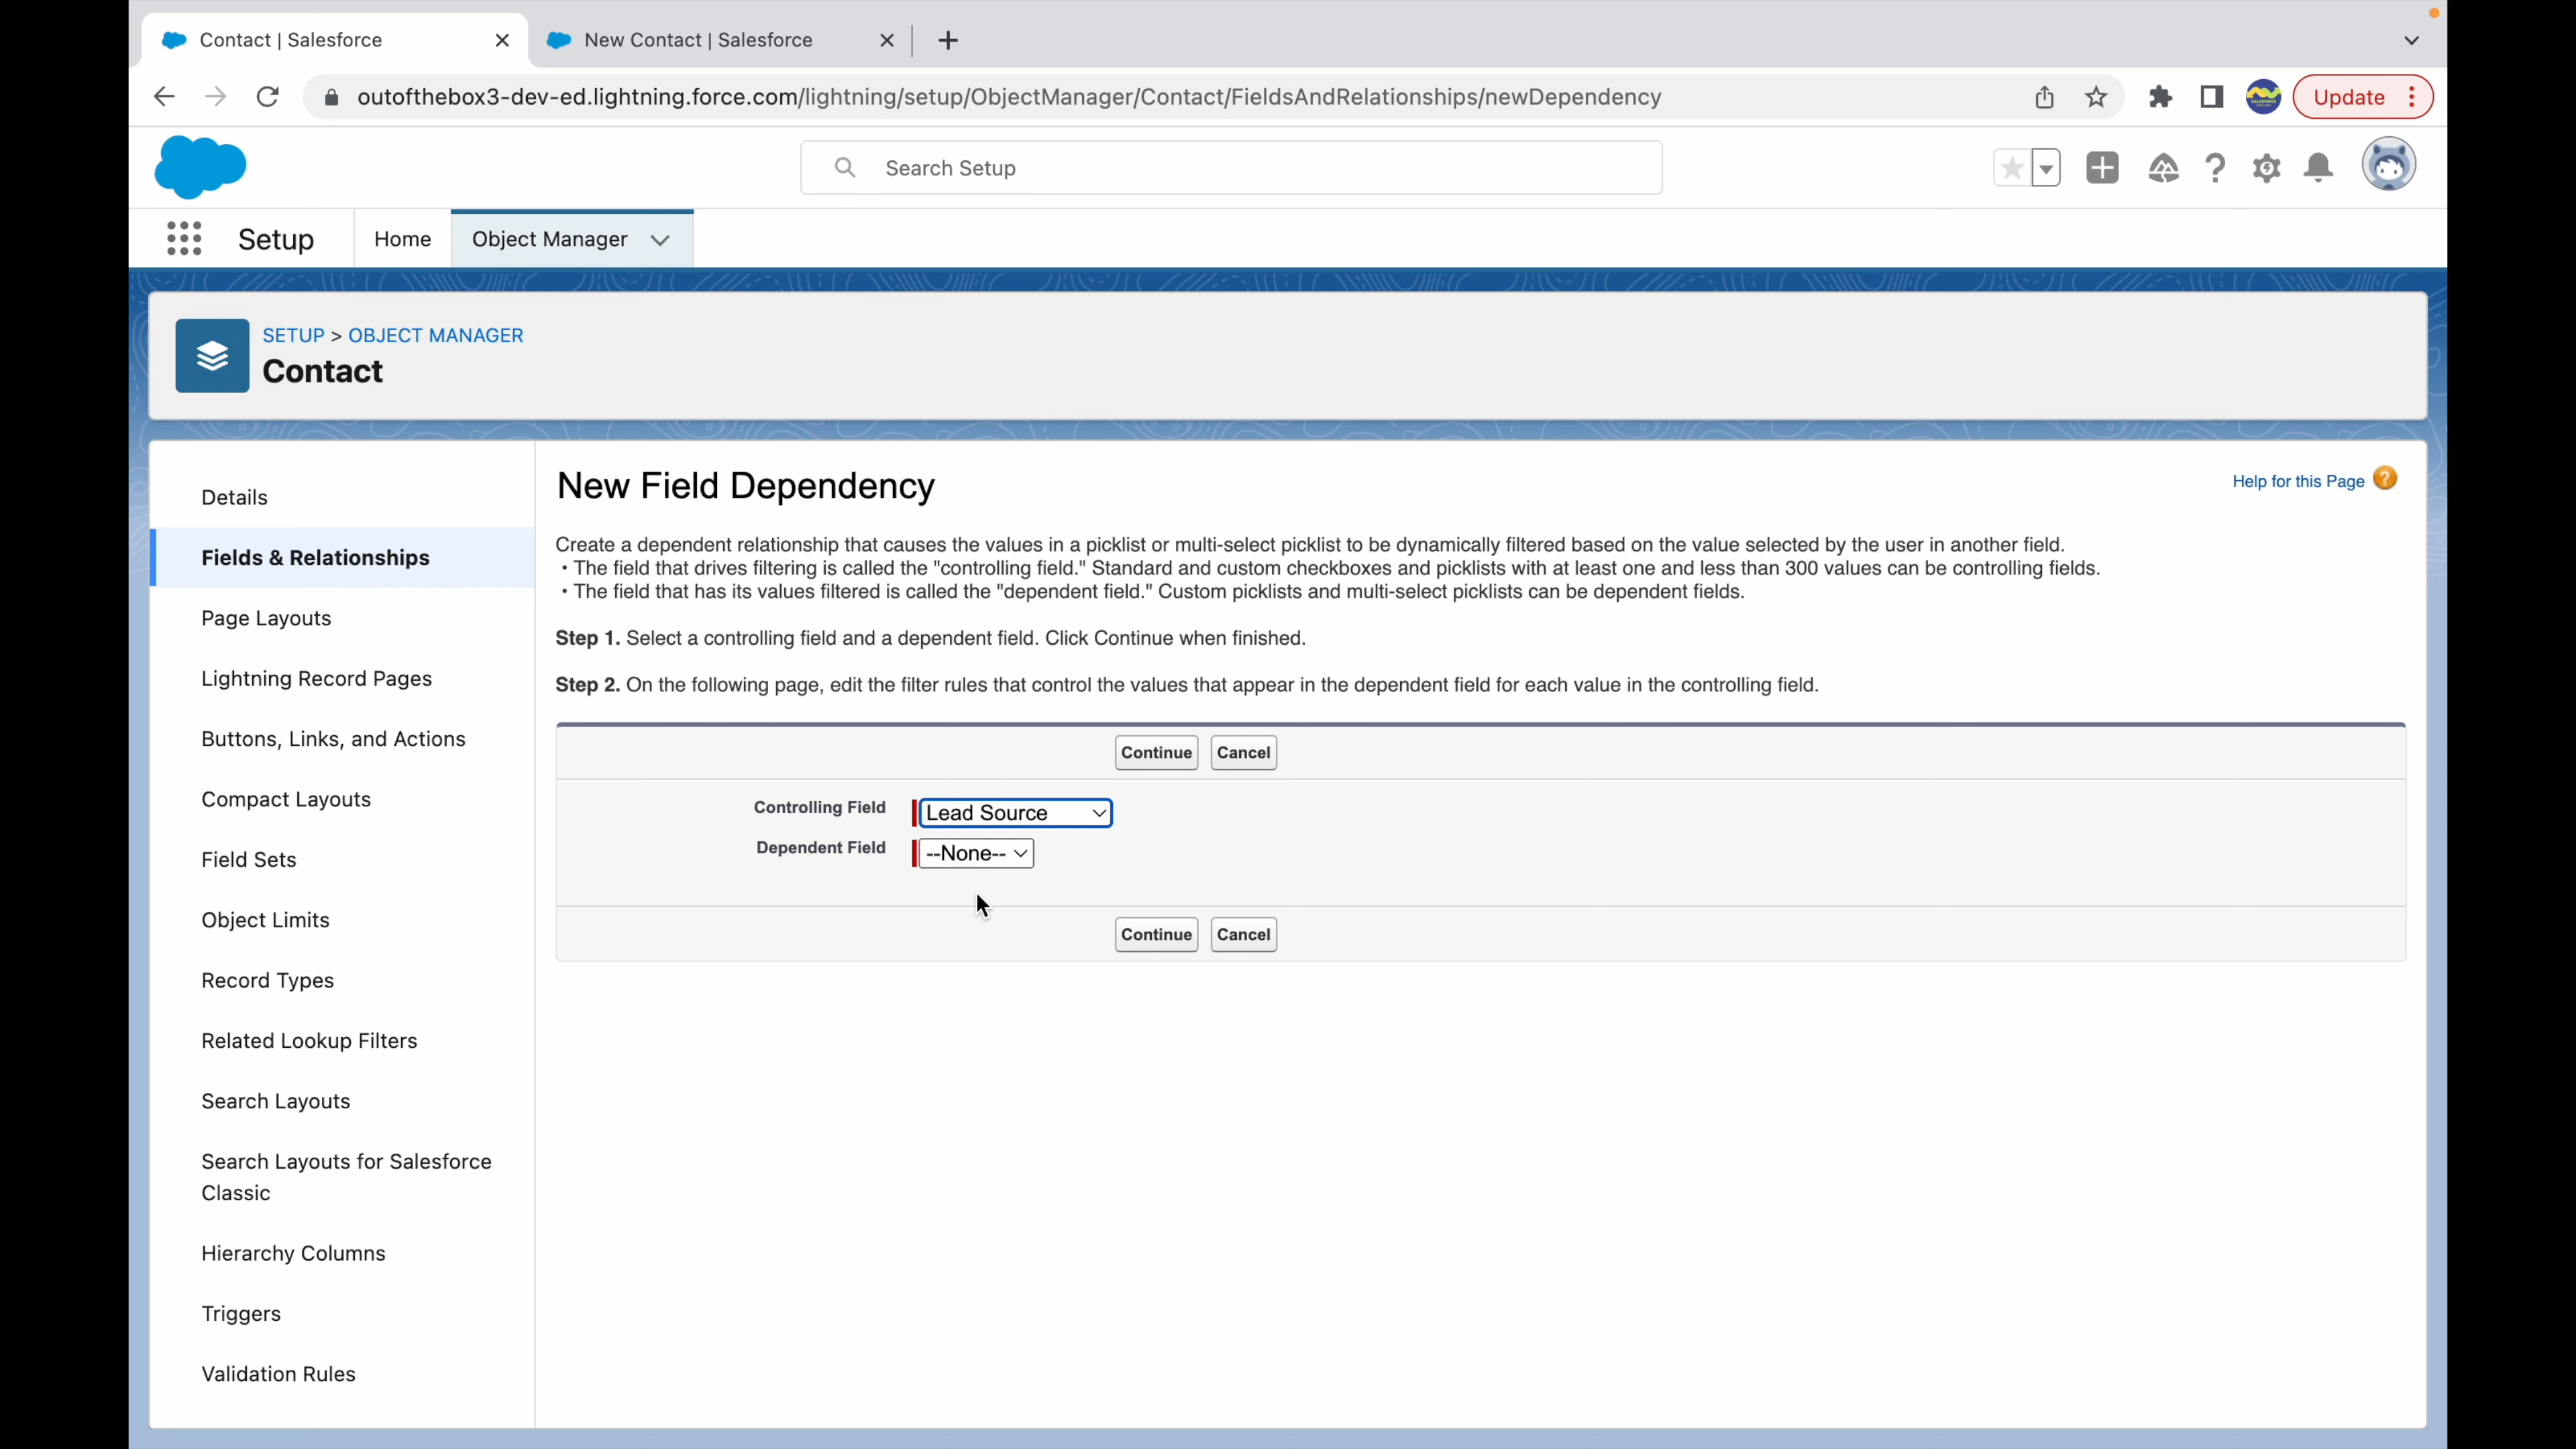 Contact | Salesforce
New Contact | Salesforce
outofthebox3-dev-ed.lightning.force.com/lightning/setup/ObjectManager/Contact/FieldsAndRelationships/newDependency
Update
Search Setup
Setup
Home
Object Manager
SETUP > OBJECT MANAGER
Contact
Details
Fields & Relationships
Page Layouts
Lightning Record Pages
Buttons, Links, and Actions
Compact Layouts
Field Sets
Object Limits
Record Types
Related Lookup Filters
Search Layouts
Search Layouts for Salesforce
Classic
Hierarchy Columns
Triggers
Validation Rules
New Field Dependency
Help for this Page
Create a dependent relationship that causes the values in a picklist or multi-select picklist to be dynamically filtered based on the value selected by the user in another field.
• The field that drives filtering is called the "controlling field." Standard and custom checkboxes and picklists with at least one and less than 300 values can be controlling fields.
• The field that has its values filtered is called the "dependent field." Custom picklists and multi-select picklists can be dependent fields.
Step 1. Select a controlling field and a dependent field. Click Continue when finished.
Step 2. On the following page, edit the filter rules that control the values that appear in the dependent field for each value in the controlling field.
Continue Cancel
Controlling Field Lead Source
Dependent Field --None--
Continue Cancel